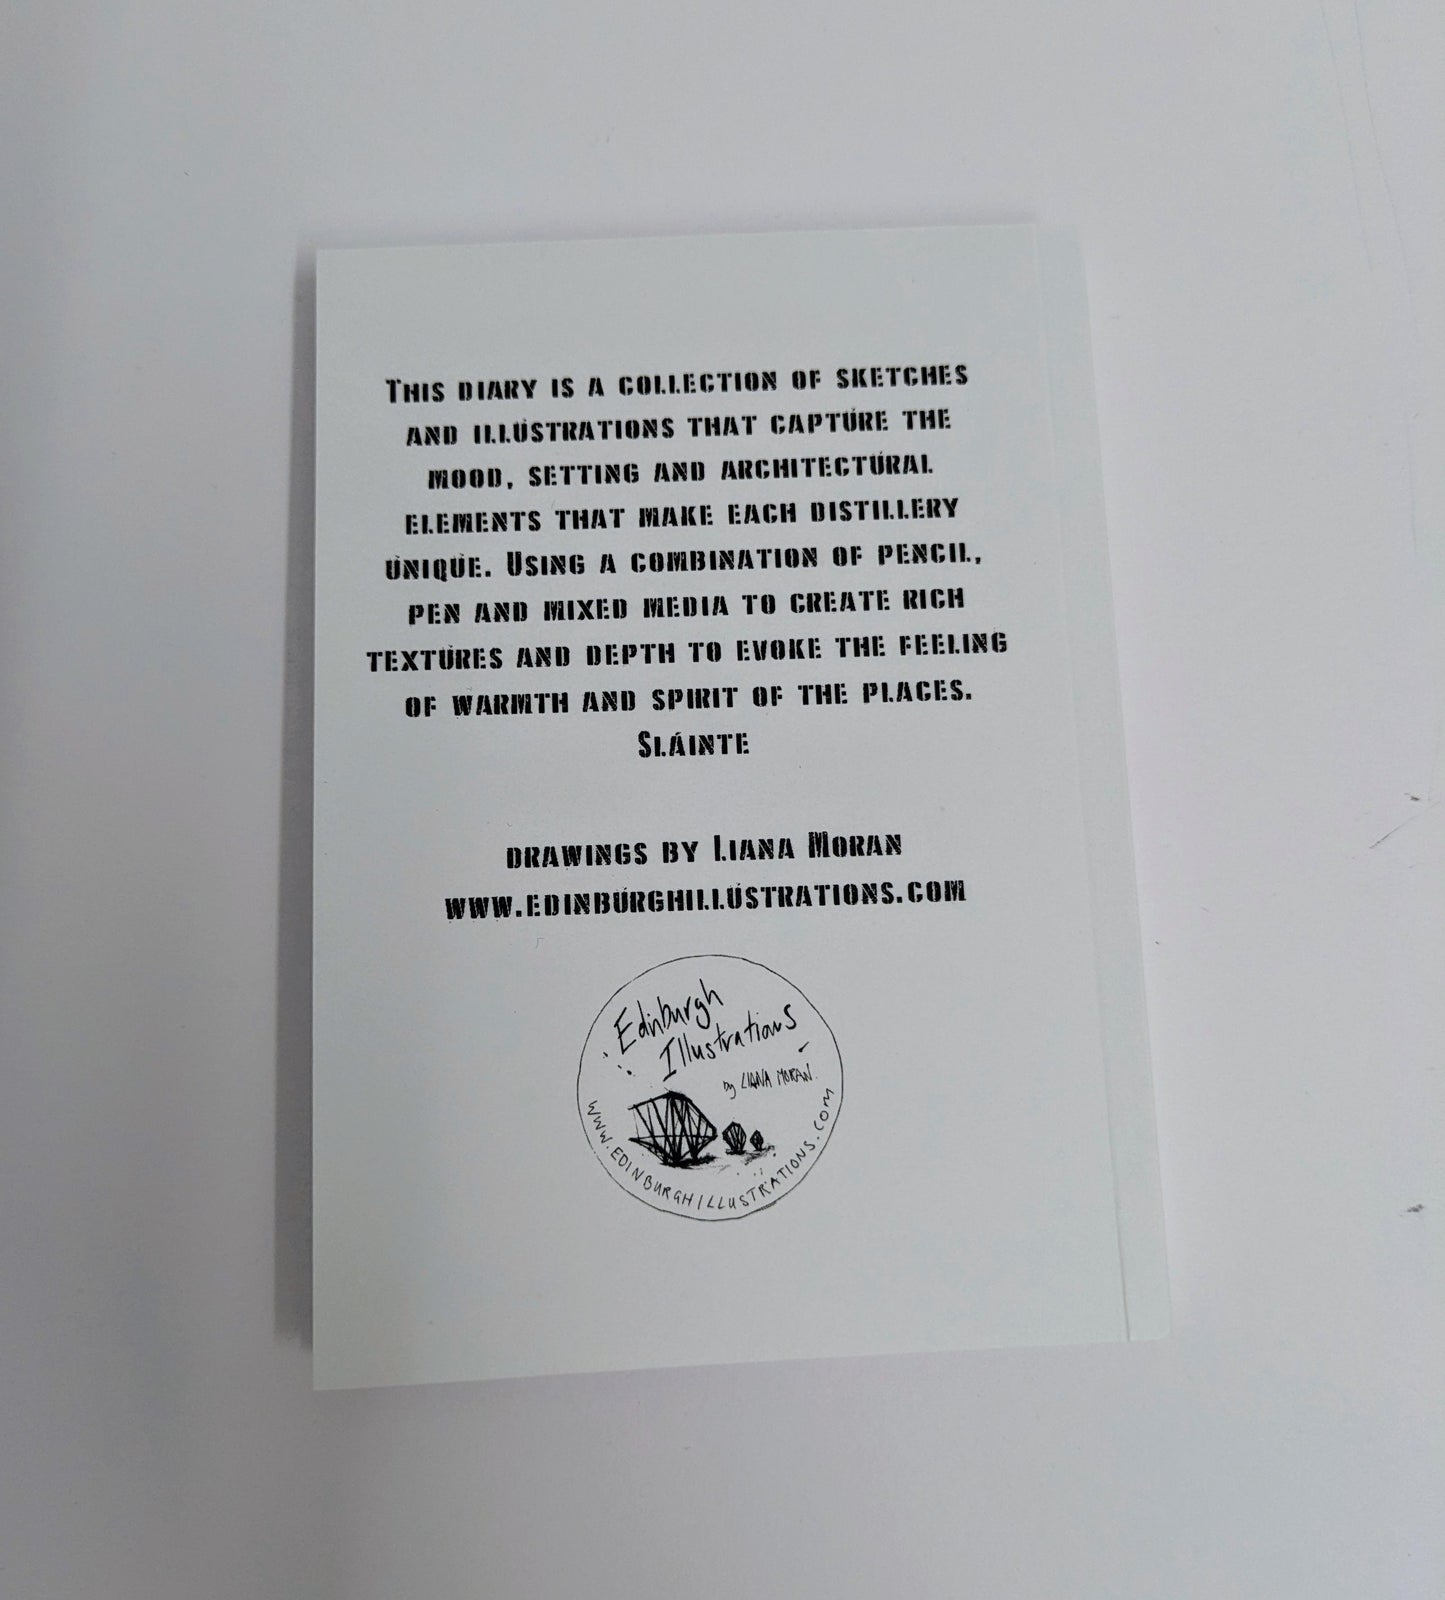 This diary is a collection of sketches
and illustrations that capture the
mood, setting and architectural
elements that make each distillery
unique. Using a combination of pencil,
pen and mixed media to create rich
textures and depth to evoke the feeling
of warmth and spirit of the places.
Sláinte
drawings by Liana Moran
www.edinburghillustrations.com
Edinburgh
Illustrations
by LIANA MORAN.
WWW.EDINBURGHILLUSTRATIONS.COM